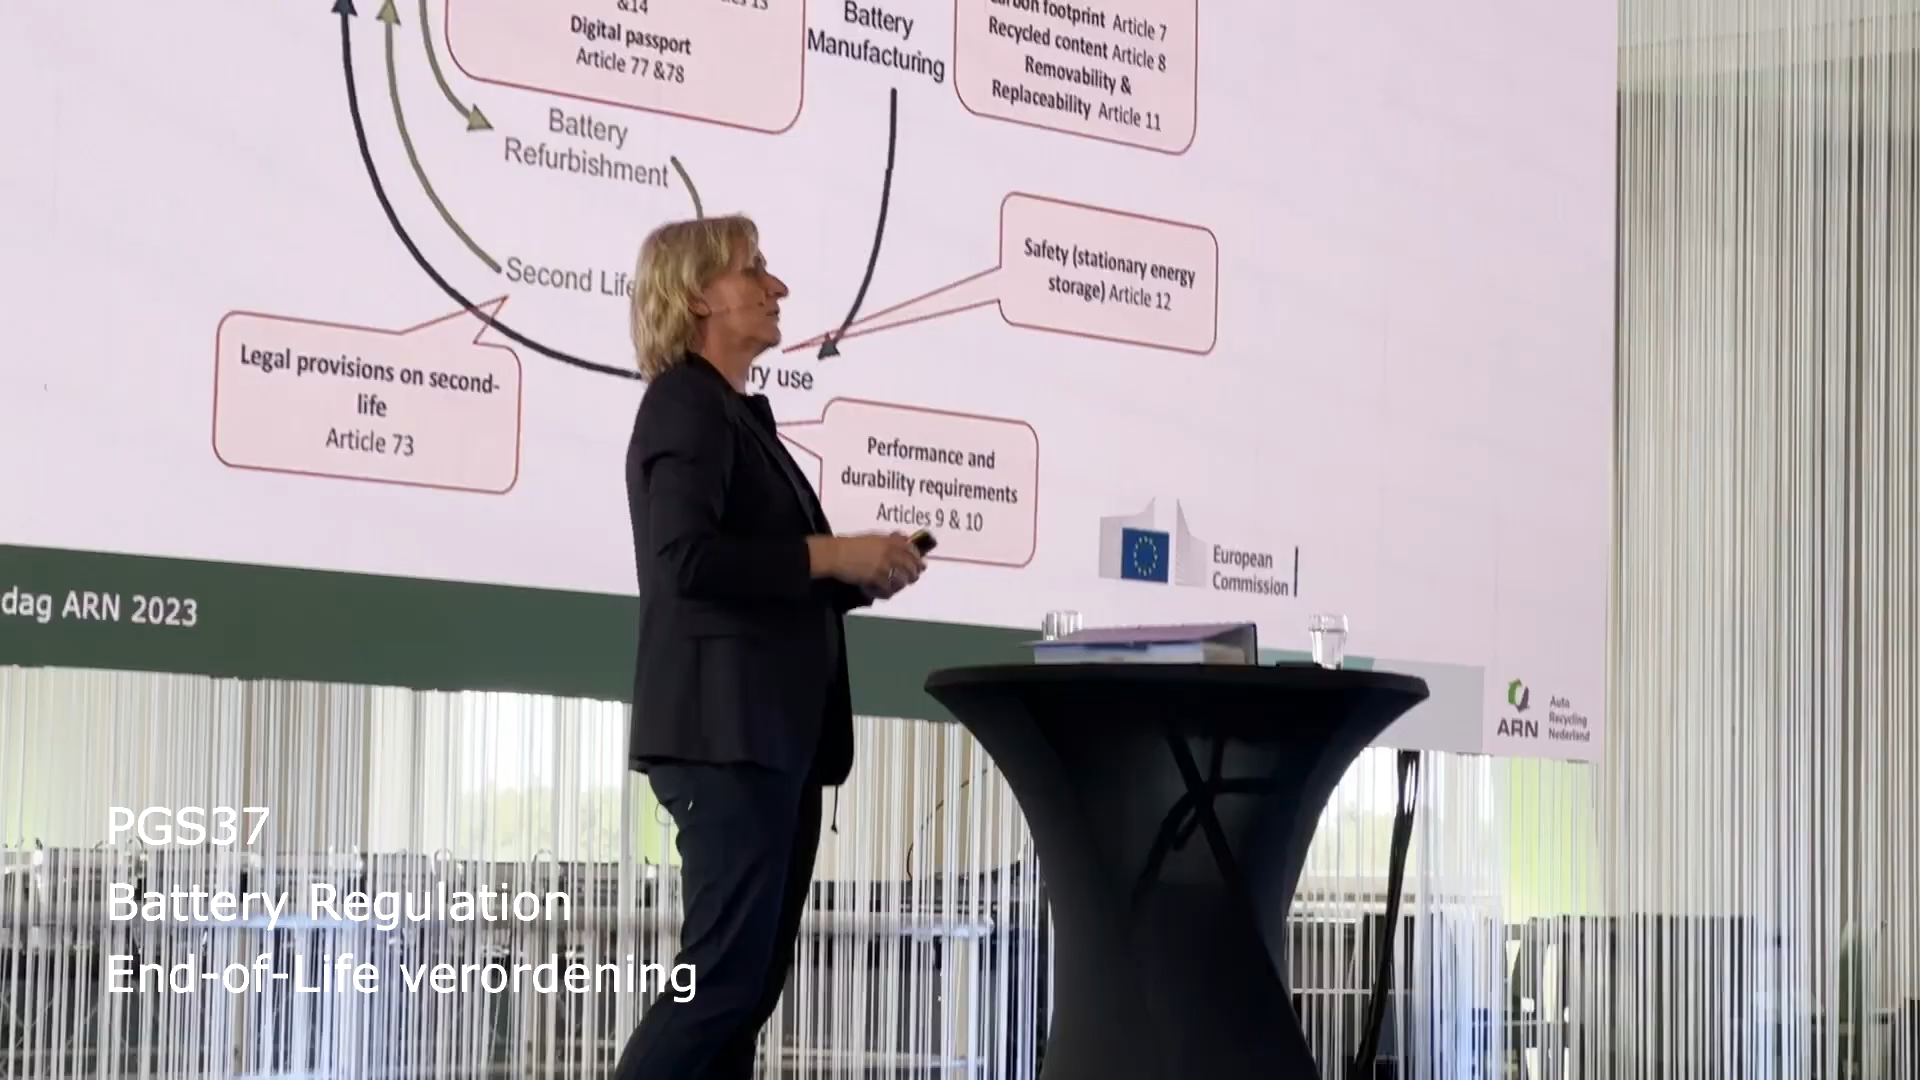 &14
Digital passport
Article 77 &78
Battery
Manufacturing
footprint Article 7
Recycled content Article 8
Removability &
Replaceability Article 11
Battery
Refurbishment
Second Life
Safety (stationary energy
storage) Article 12
Legal provisions on second-
life
Article 73
use
Performance and
durability requirements
Articles 9 & 10
European
Commission
dag ARN 2023
ARN
Auto
Recycling
Nederland
PGS37
Battery Regulation
End-of-Life verordening